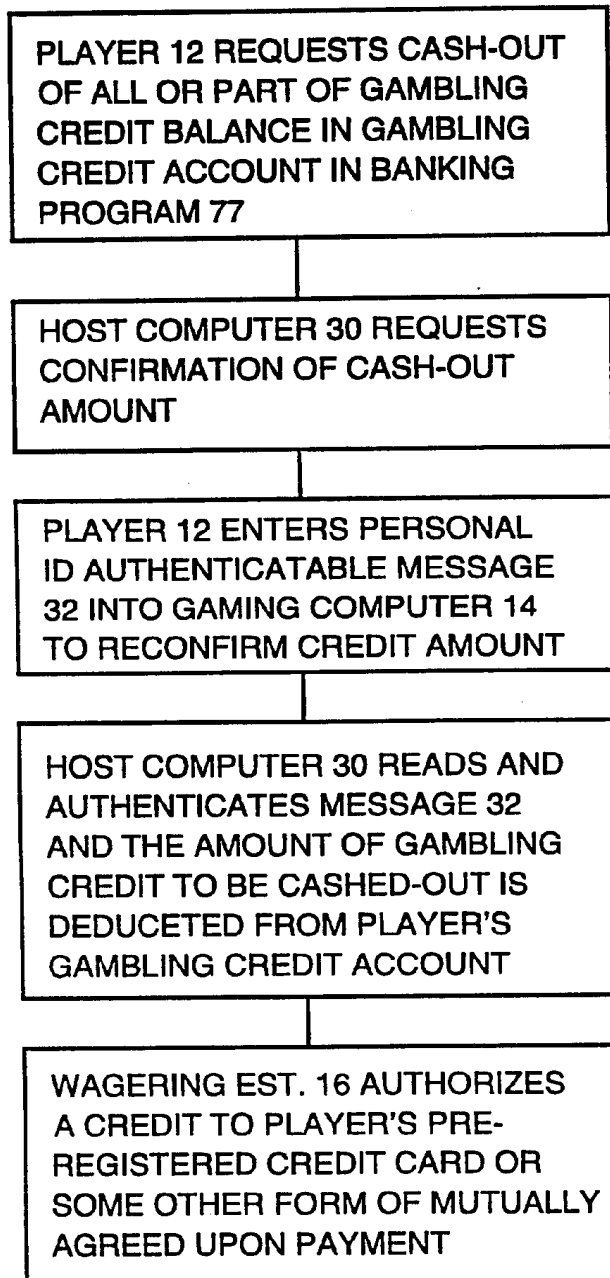 PLAYER 12 REQUESTS CASH-OUT
OF ALL OR PART OF GAMBLING
CREDIT BALANCE IN GAMBLING
CREDIT ACCOUNT IN BANKING
PROGRAM 77
HOST COMPUTER 30 REQUESTS
CONFIRMATION OF CASH-OUT
AMOUNT
PLAYER 12 ENTERS PERSONAL
ID AUTHENTICATABLE MESSAGE
32 INTO GAMING COMPUTER 14
TO RECONFIRM CREDIT AMOUNT
HOST COMPUTER 30 READS AND
AUTHENTICATES MESSAGE 32
AND THE AMOUNT OF GAMBLING
CREDIT TO BE CASHED-OUT IS
DEDUCETED FROM PLAYER'S
GAMBLING CREDIT ACCOUNT
WAGERING EST. 16 AUTHORIZES
A CREDIT TO PLAYER'S PRE-
REGISTERED CREDIT CARD OR
SOME OTHER FORM OF MUTUALLY
AGREED UPON PAYMENT